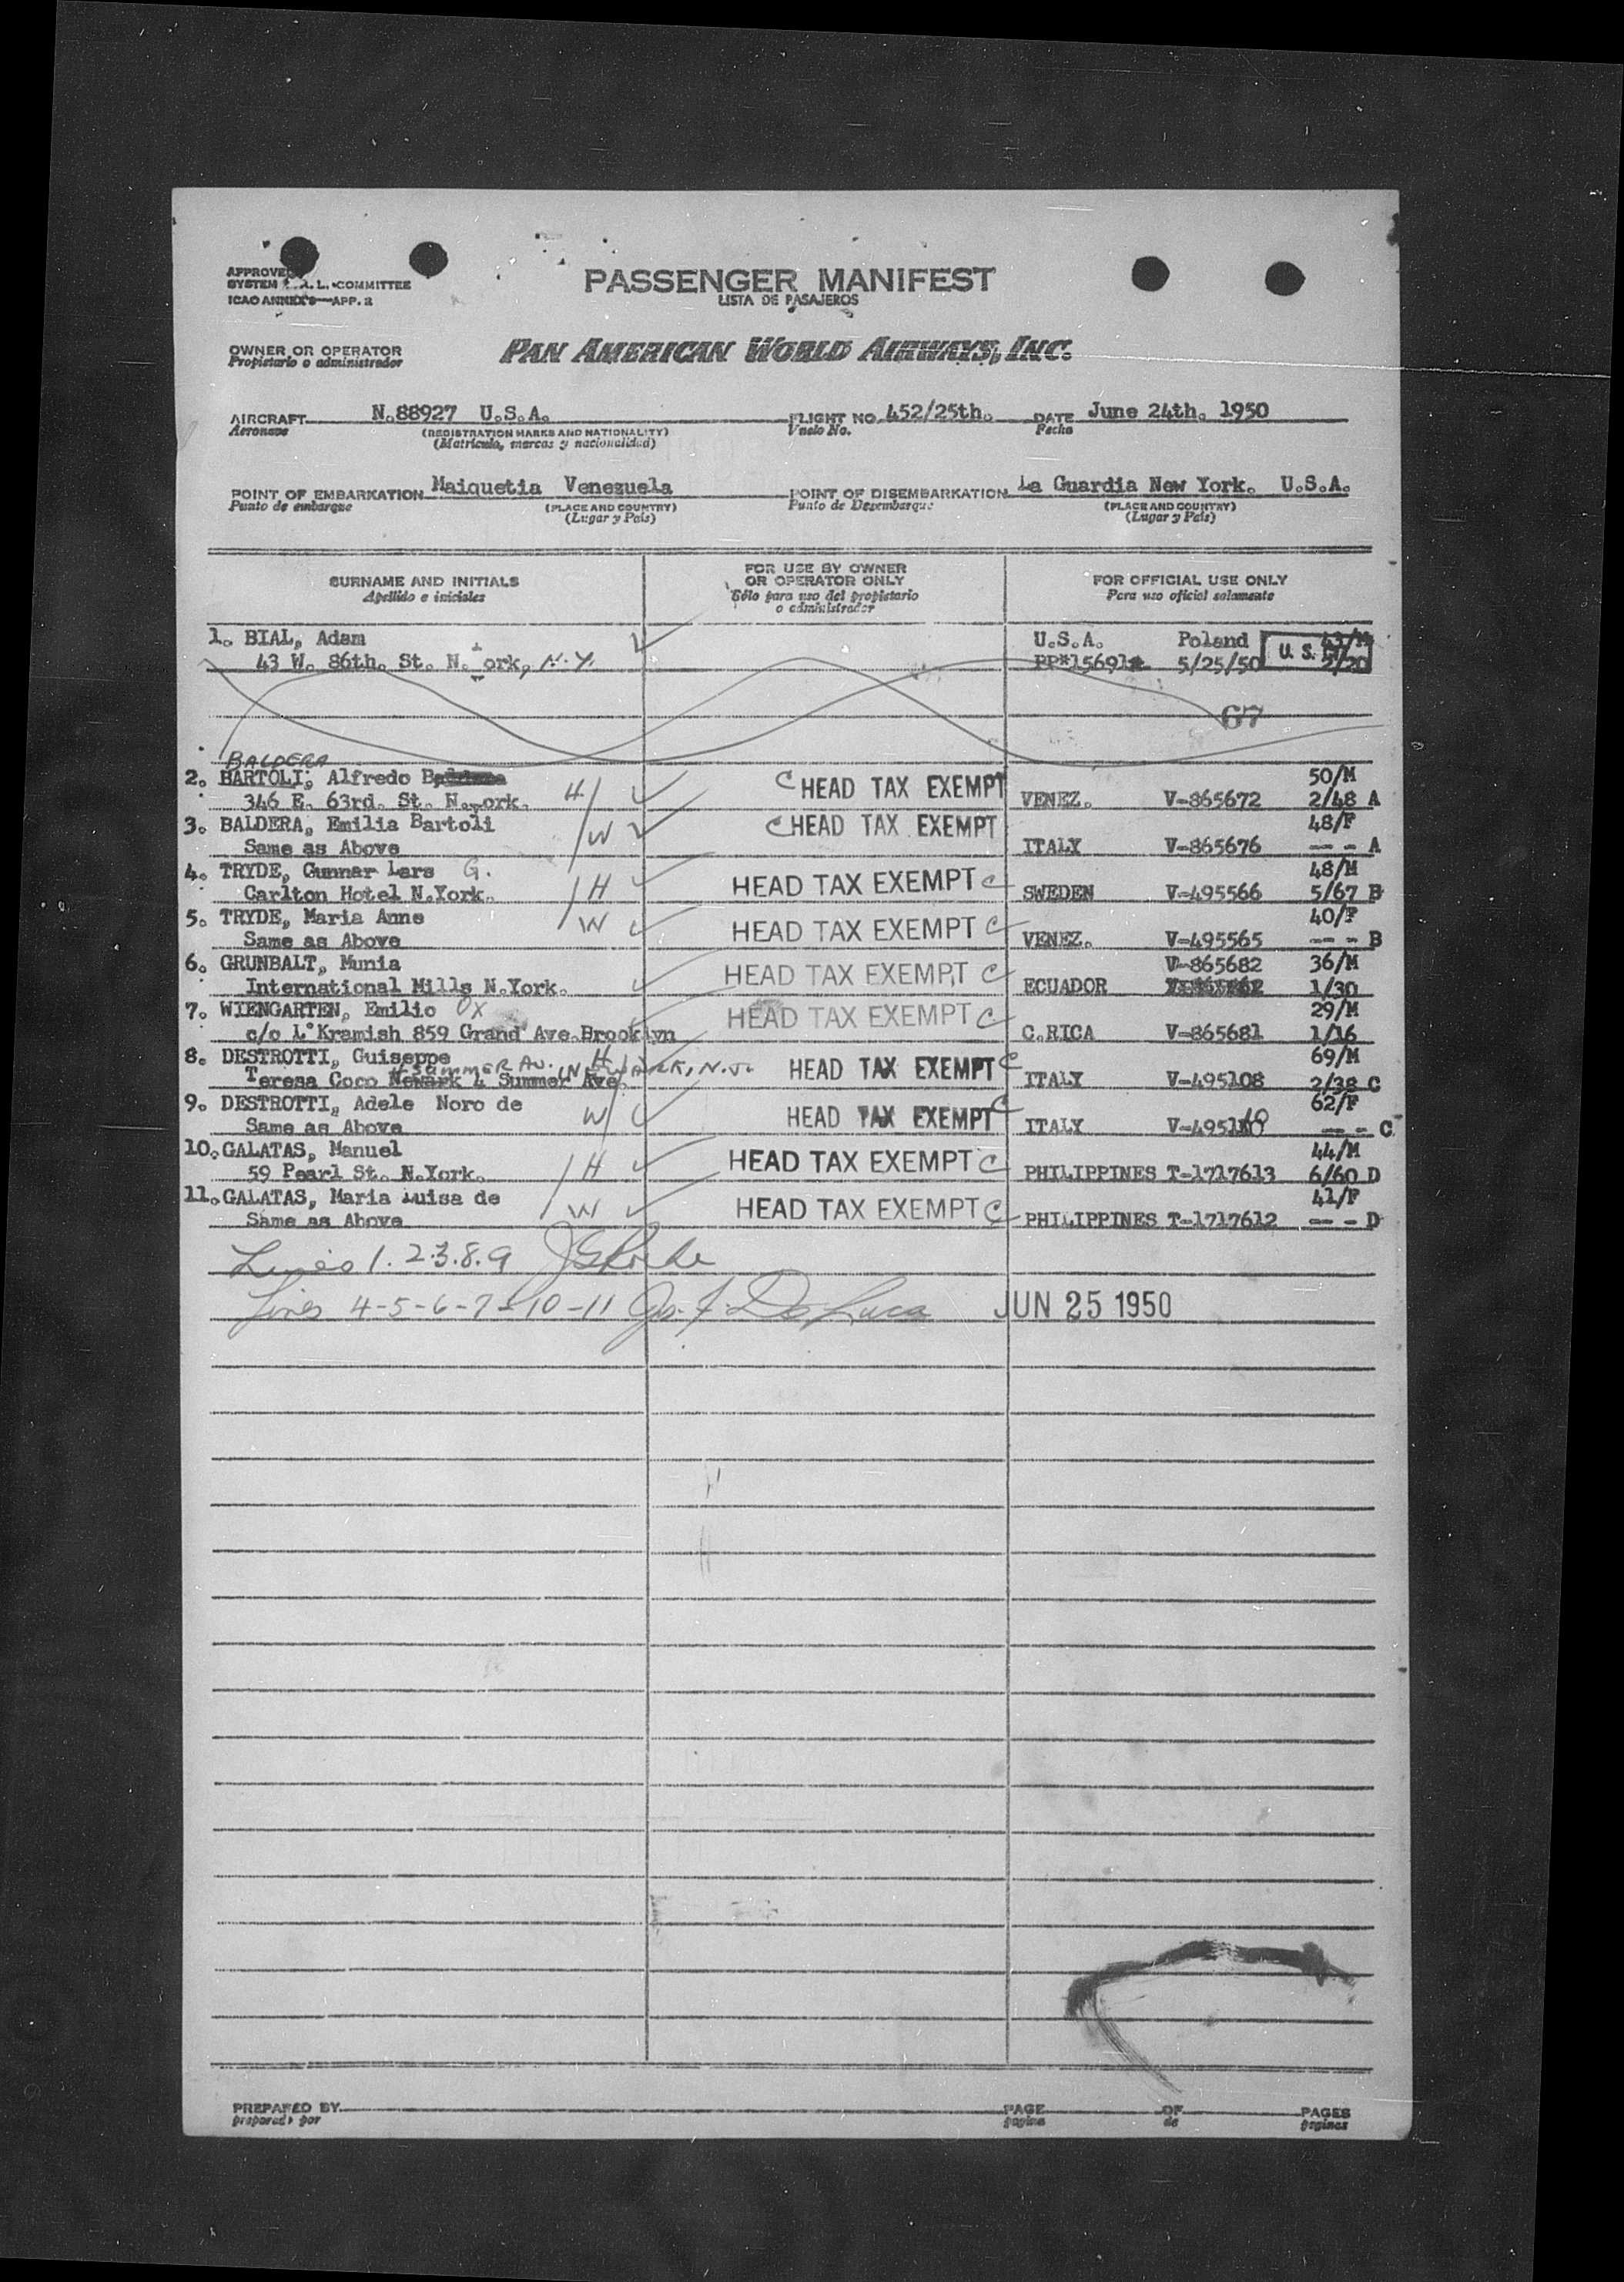 APPROVED
SYSTEM A. L. COMMITTEE
ICAO ANNEX 9—APP. 2
PASSENGER MANIFEST
LISTA DE PASAJEROS
OWNER OR OPERATOR
Propietario o administrador
PAN AMERICAN WORLD AIRWAYS, INC.
AIRCRAFT N.88927 U.S.A. FLIGHT NO. 452/25th. DATE June 24th. 1950
Aeronave (REGISTRATION MARKS AND NATIONALITY) Vuelo No. Fecha
(Matricula, marcas y nacionalidad)
POINT OF EMBARKATION Maiquetia Venezuela POINT OF DISEMBARKATION La Guardia New York. U.S.A.
Punto de embarque (PLACE AND COUNTRY) Punto de Desembarque (PLACE AND COUNTRY)
(Lugar y País) (Lugar y País)
SURNAME AND INITIALS FOR USE BY OWNER OR OPERATOR ONLY FOR OFFICIAL USE ONLY
Apellido e iniciales Sólo para uso del propietario o administrador Para uso oficial solamente
1. BIAL, Adam U.S.A. Poland 43/M
43 W. 86th. St. N. York, N.Y. 5/25/50 U. S. 2/20
67
BALDERA
2. BARTOLI, Alfredo HEAD TAX EXEMPT 50/M
346 E. 63rd. St. N.York. H VENEZ. V-865672 2/48 A
3. BALDERA, Emilia Bartoli HEAD TAX EXEMPT 48/F
Same as Above W ITALY V-865676 -- - A
4. TRYDE, Gunnar Lars G. HEAD TAX EXEMPT 48/M
Carlton Hotel N.York. H SWEDEN V-495566 5/67 B
5. TRYDE, Maria Anne HEAD TAX EXEMPT 40/F
Same as Above W VENEZ. V-495565 -- - B
6. GRUNBALT, Munia HEAD TAX EXEMPT V-865682 36/M
International Mills N.York. ECUADOR 1/30
7. WIENGARTEN, Emilio HEAD TAX EXEMPT 29/M
c/o L'Kramish 859 Grand Ave.Brooklyn C.RICA V-865681 1/16
8. DESTROTTI, Guiseppe H HEAD TAX EXEMPT 69/M
4 SUMMER AV. NEWARK, N.J.
Teresa Coco Newark 4 Summer Ave. ITALY V-495108 2/38 C
9. DESTROTTI, Adele Noro de HEAD TAX EXEMPT 62/F
Same as Above W ITALY -- - C
10. GALATAS, Manuel HEAD TAX EXEMPT 44/M
59 Pearl St. N.York. H PHILIPPINES T-1717613 6/60 D
11. GALATAS, Maria Luisa de HEAD TAX EXEMPT 41/F
Same as Above W PHILIPPINES T-1717612 -- - D
Lines 1.2.3.8.9
Lines 4-5-6-7-10-11 Jos. F. De Luca JUN 25 1950
PREPARED BY PAGE OF PAGES
preparado por pagina de paginas